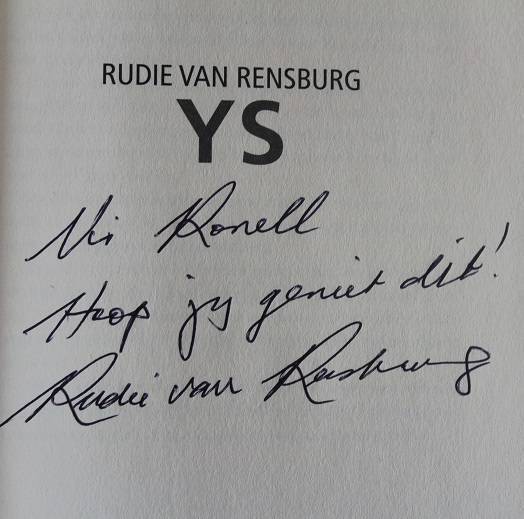 RUDIE VAN RENSBURG
YS
Vir Ronell
Hoop jy geniet dit!
Rudie van Rensburg